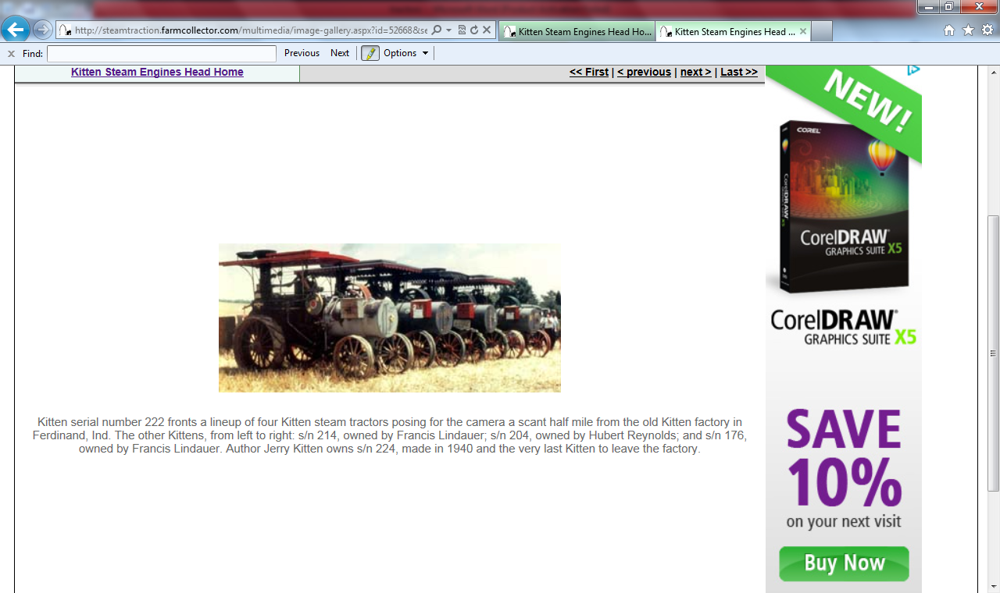 http://steamtraction.farmcollector.com/multimedia/image-gallery.aspx?id=52668&se
Kitten Steam Engines Head Ho...
Kitten Steam Engines Head ...
x Find: Previous Next Options
Kitten Steam Engines Head Home
<< First | < previous | next > | Last >>
Kitten serial number 222 fronts a lineup of four Kitten steam tractors posing for the camera a scant half mile from the old Kitten factory in
Ferdinand, Ind. The other Kittens, from left to right: s/n 214, owned by Francis Lindauer; s/n 204, owned by Hubert Reynolds; and s/n 176,
owned by Francis Lindauer. Author Jerry Kitten owns s/n 224, made in 1940 and the very last Kitten to leave the factory.
NEW!
COREL
CorelDRAW
GRAPHICS SUITE X5
CorelDRAW
GRAPHICS SUITE X5
SAVE
10%
on your next visit
Buy Now